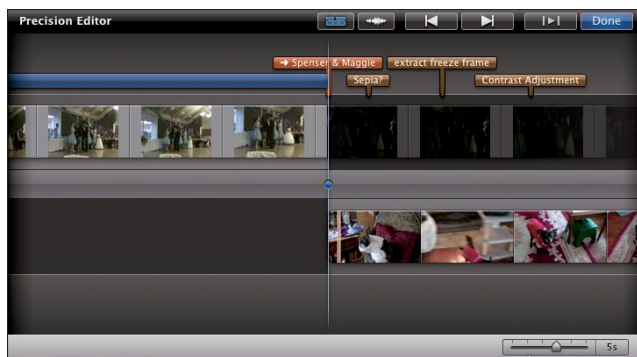 Precision Editor
Done
→ Spenser & Maggie
extract freeze frame
Sepia?
Contrast Adjustment
5s